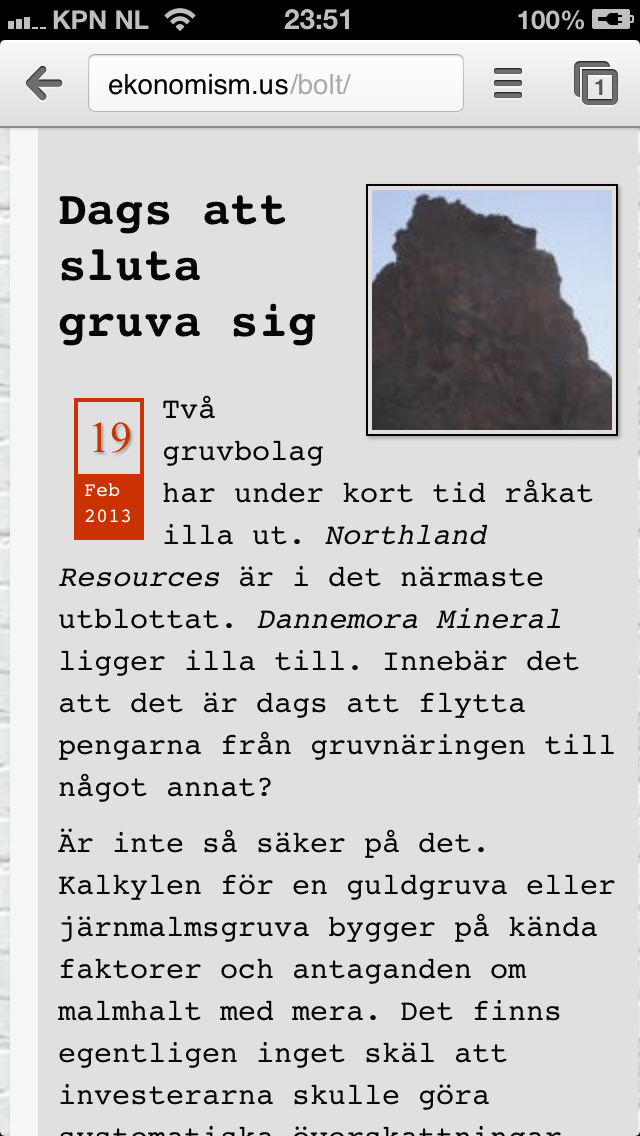 KPN NL 23:51 100%
ekonomism.us/bolt/ 1
Dags att
sluta
gruva sig
19
Feb
2013
Två
gruvbolag
har under kort tid råkat
illa ut. Northland
Resources är i det närmaste
utblottat. Dannemora Mineral
ligger illa till. Innebär det
att det är dags att flytta
pengarna från gruvnäringen till
något annat?
Är inte så säker på det.
Kalkylen för en guldgruva eller
järnmalmsgruva bygger på kända
faktorer och antaganden om
malmhalt med mera. Det finns
egentligen inget skäl att
investerarna skulle göra
systematiska överskattningar